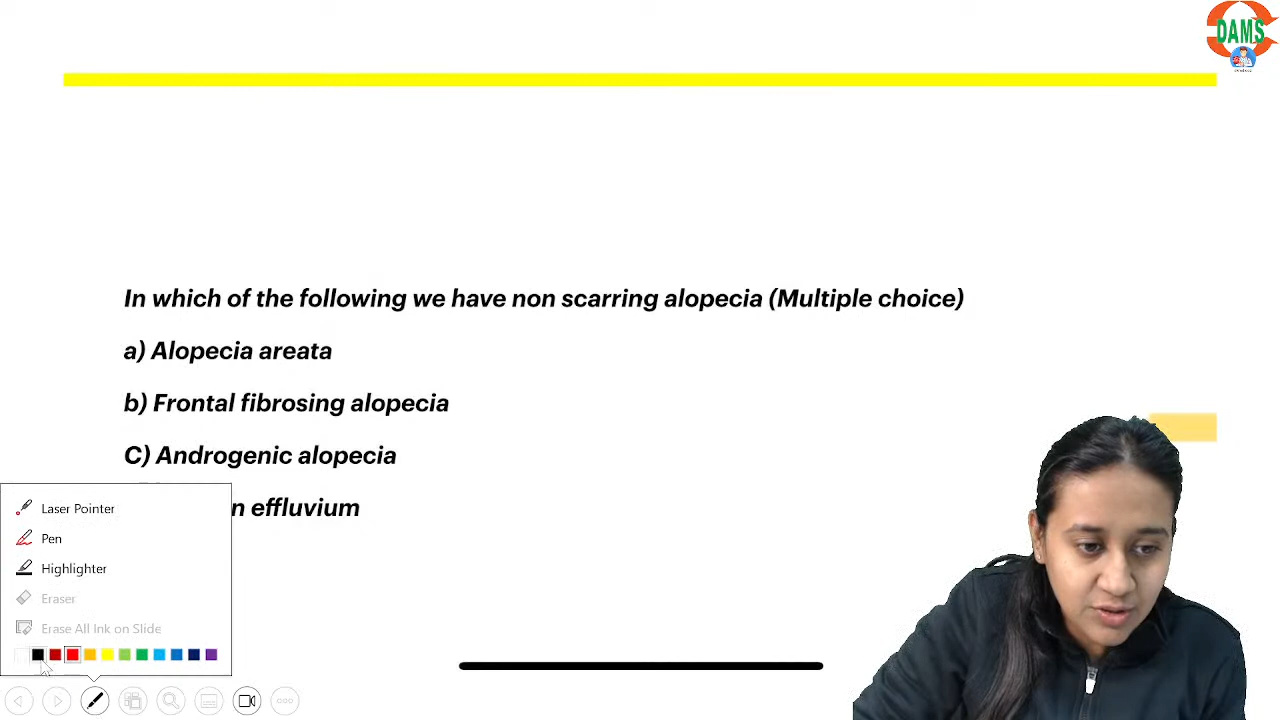 DAMS
In which of the following we have non scarring alopecia (Multiple choice)
a) Alopecia areata
b) Frontal fibrosing alopecia
C) Androgenic alopecia
n effluvium
Laser Pointer
Pen
Highlighter
Eraser
Erase All Ink on Slide